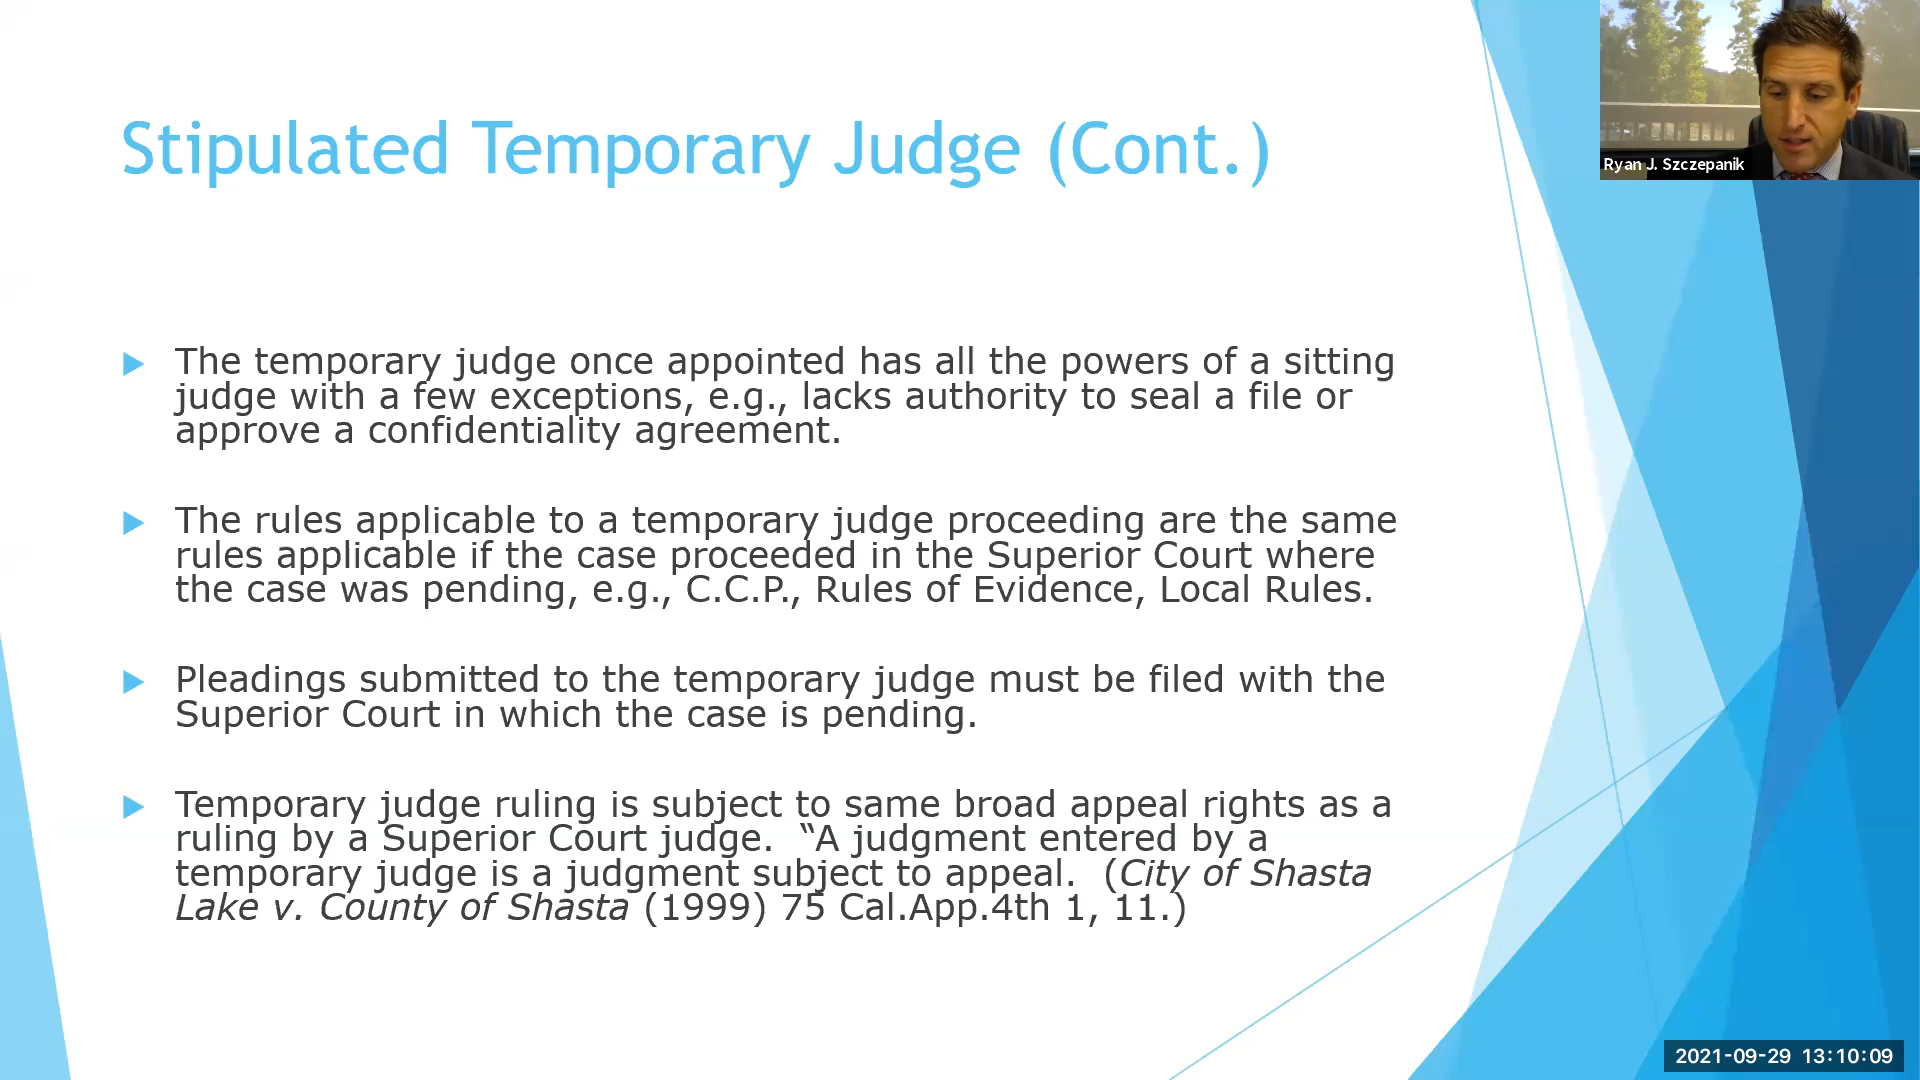 Stipulated Temporary Judge (Cont.)
Ryan J. Szczepanik
The temporary judge once appointed has all the powers of a sitting
judge with a few exceptions, e.g., lacks authority to seal a file or
approve a confidentiality agreement.
The rules applicable to a temporary judge proceeding are the same
rules applicable if the case proceeded in the Superior Court where
the case was pending, e.g., C.C.P., Rules of Evidence, Local Rules.
Pleadings submitted to the temporary judge must be filed with the
Superior Court in which the case is pending.
Temporary judge ruling is subject to same broad appeal rights as a
ruling by a Superior Court judge.  “A judgment entered by a
temporary judge is a judgment subject to appeal.  (City of Shasta
Lake v. County of Shasta (1999) 75 Cal.App.4th 1, 11.)
2021-09-29 13:10:09